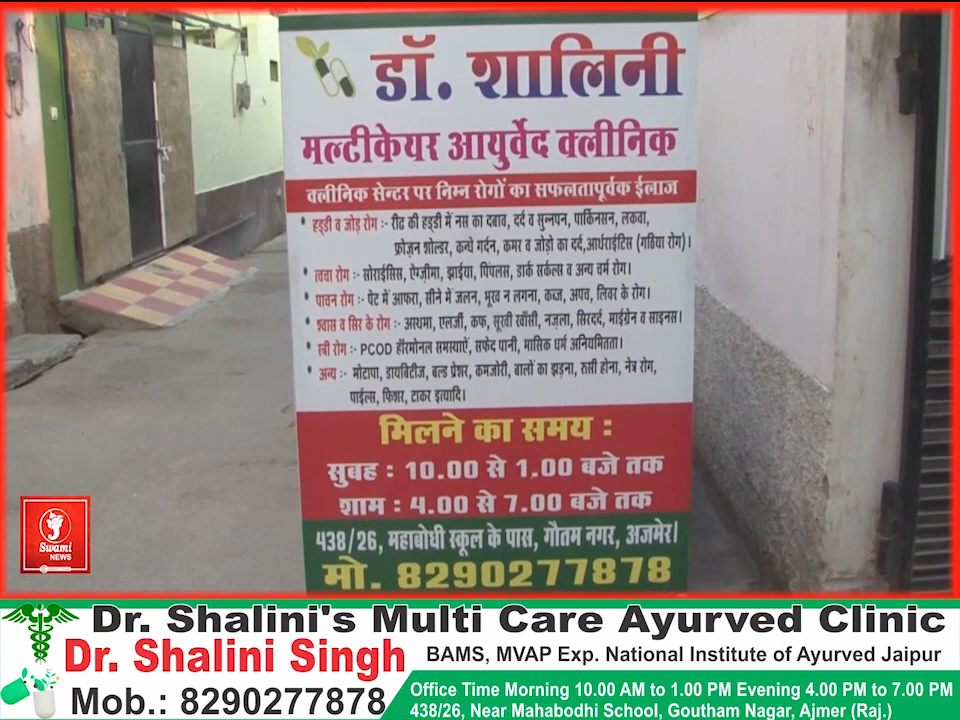 डॉ. शालिनी
मल्टीकेयर आयुर्वेद क्लीनिक
क्लीनिक सेन्टर पर निम्न रोगों का सफलतापूर्वक ईलाज
* हड्डी व जोड़ रोग :- रीढ की हड्डी में नस का दबाव, दर्द व सुन्नपन, पार्किनसन, लकवा,
फ्रोज़न शोल्डर, कन्धे गर्दन, कमर व जोड़ो का दर्द,आर्थराईटिस (गठिया रोग)।
* त्वचा रोग :- सोराईसिस, ऐग्ज़ीमा, झाईया, पिंपलस, डार्क सर्कल्स व अन्य चर्म रोग।
* पाचन रोग :- पेट में आफरा, सीने में जलन, भूख न लगना, कब्ज, अपच, लिवर के रोग।
* श्वास व सिर के रोग :- अस्थमा, एलर्जी, कफ, सूखी खाँसी, नज़ला, सिरदर्द, माईग्रेन व साइनस।
* स्त्री रोग :- PCOD हॉरमोनल समस्याऐं, सफेद पानी, मासिक धर्म अनियमितता।
* अन्य :- मोटापा, डायबिटीज, बल्ड प्रेशर, कमजोरी, बालों का झड़ना, रूसी होना, नेत्र रोग,
पाईल्स, फिशर, टाकर इत्यादि।
मिलने का समय :
सुबह : 10.00 से 1.00 बजे तक
शाम : 4.00 से 7.00 बजे तक
438/26, महाबोधी स्कूल के पास, गौतम नगर, अजमेर।
मो. 8290277878
Swami
NEWS
Dr. Shalini's Multi Care Ayurved Clinic
Dr. Shalini Singh BAMS, MVAP Exp. National Institute of Ayurved Jaipur
Mob.: 8290277878
Office Time Morning 10.00 AM to 1.00 PM Evening 4.00 PM to 7.00 PM
438/26, Near Mahabodhi School, Goutham Nagar, Ajmer (Raj.)